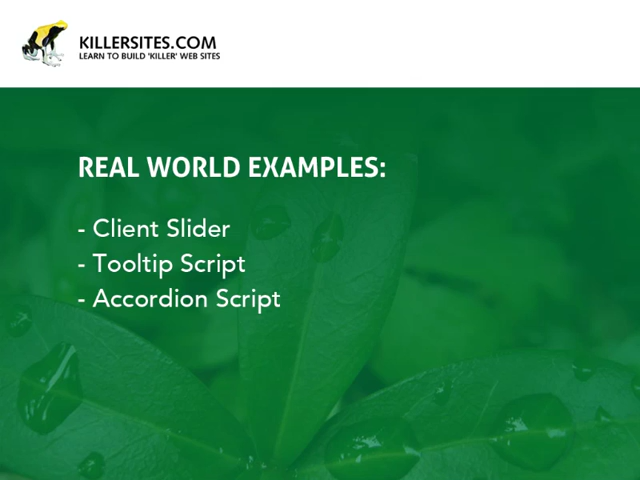 KILLERSITES.COM
LEARN TO BUILD 'KILLER' WEB SITES
REAL WORLD EXAMPLES:
- Client Slider
- Tooltip Script
- Accordion Script